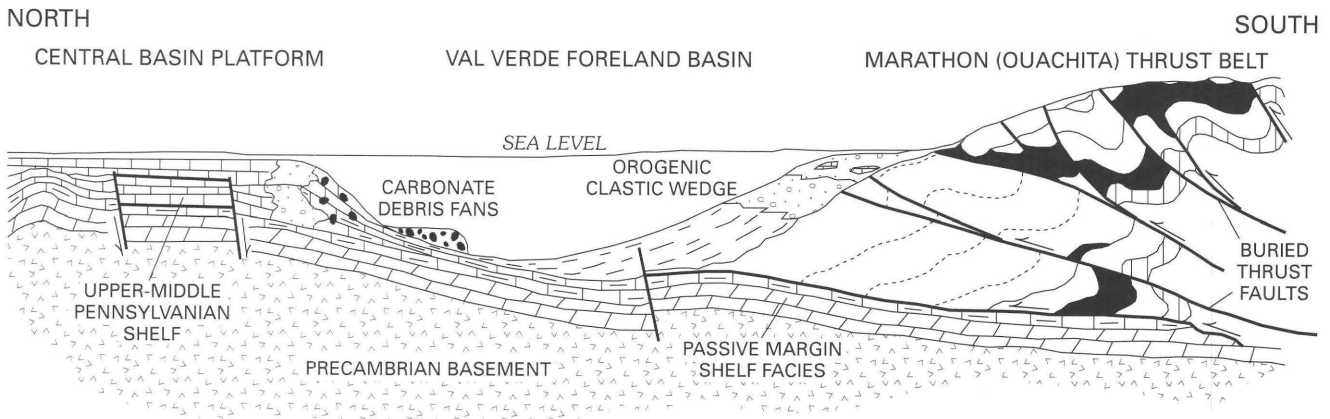 NORTH
SOUTH
CENTRAL BASIN PLATFORM
VAL VERDE FORELAND BASIN
MARATHON (OUACHITA) THRUST BELT
SEA LEVEL
CARBONATE
DEBRIS FANS
OROGENIC
CLASTIC WEDGE
BURIED
THRUST
FAULTS
UPPER-MIDDLE
PENNSYLVANIAN
SHELF
PASSIVE MARGIN
SHELF FACIES
PRECAMBRIAN BASEMENT